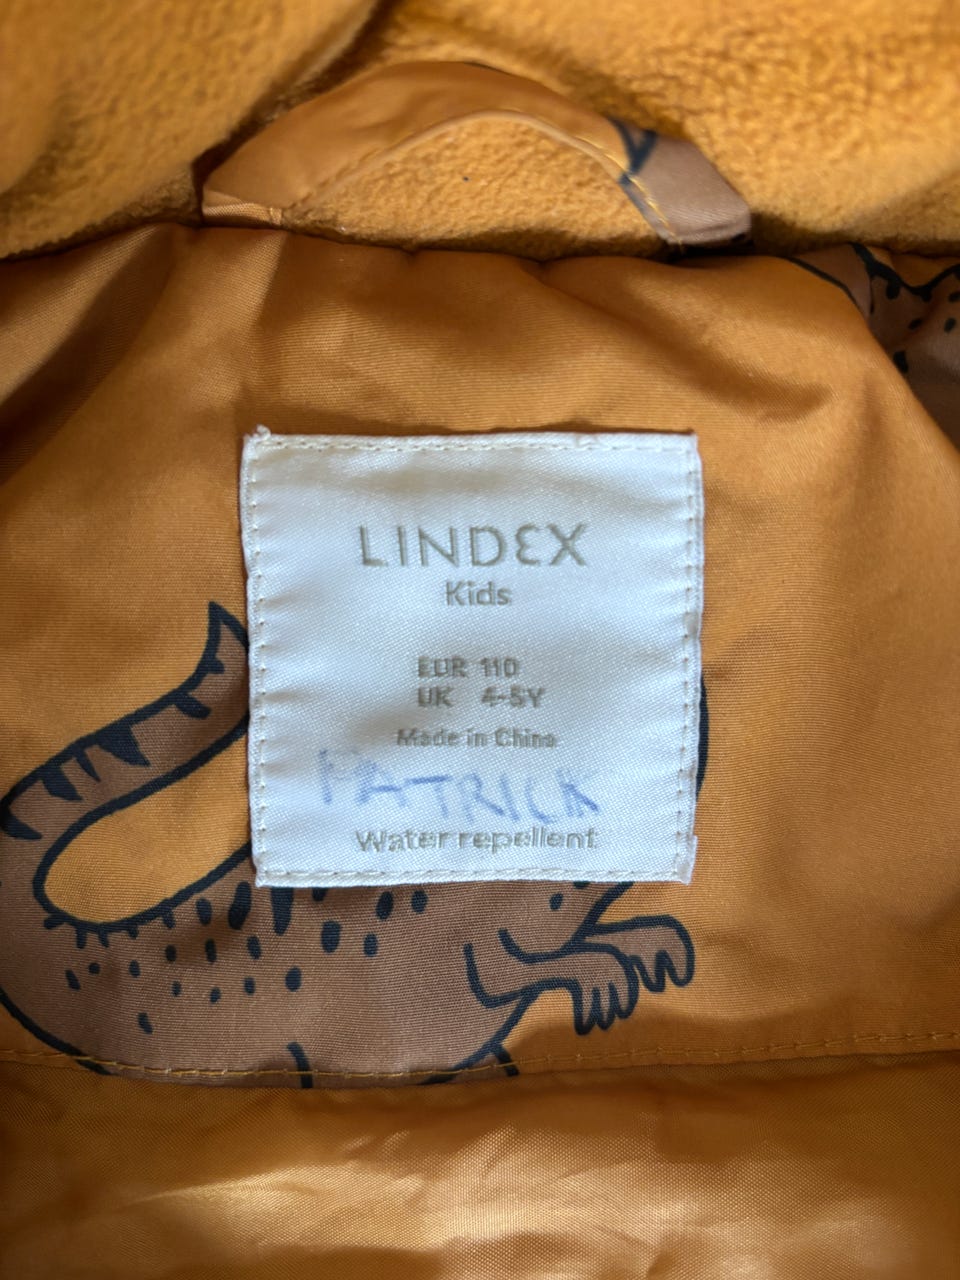 LINDEX
Kids
EUR 110
UK 4-5Y
Made in China
PATRICK
Water repellent